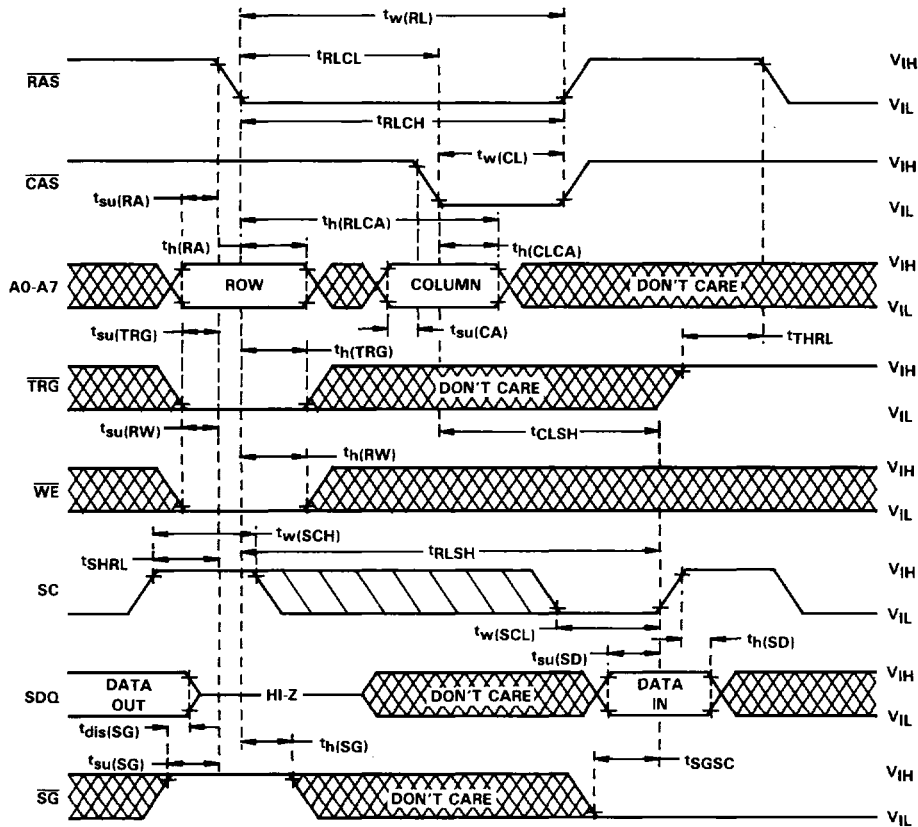 tw(RL)
tRLCL
RAS
VIH
VIL
tRLCH
tw(CL)
CAS
VIH
VIL
tsu(RA)
th(RLCA)
th(RA)
th(CLCA)
A0-A7
ROW
COLUMN
DON'T CARE
VIH
VIL
tsu(TRG)
th(TRG)
tsu(CA)
tTHRL
TRG
DON'T CARE
VIH
VIL
tsu(RW)
th(RW)
tCLSH
WE
VIH
VIL
tw(SCH)
tSHRL
tRLSH
SC
VIH
VIL
tw(SCL)
tsu(SD)
th(SD)
SDQ
DATA OUT
HI-Z
DON'T CARE
DATA IN
VIH
VIL
tdis(SG)
th(SG)
tSGSC
tsu(SG)
SG
DON'T CARE
VIH
VIL